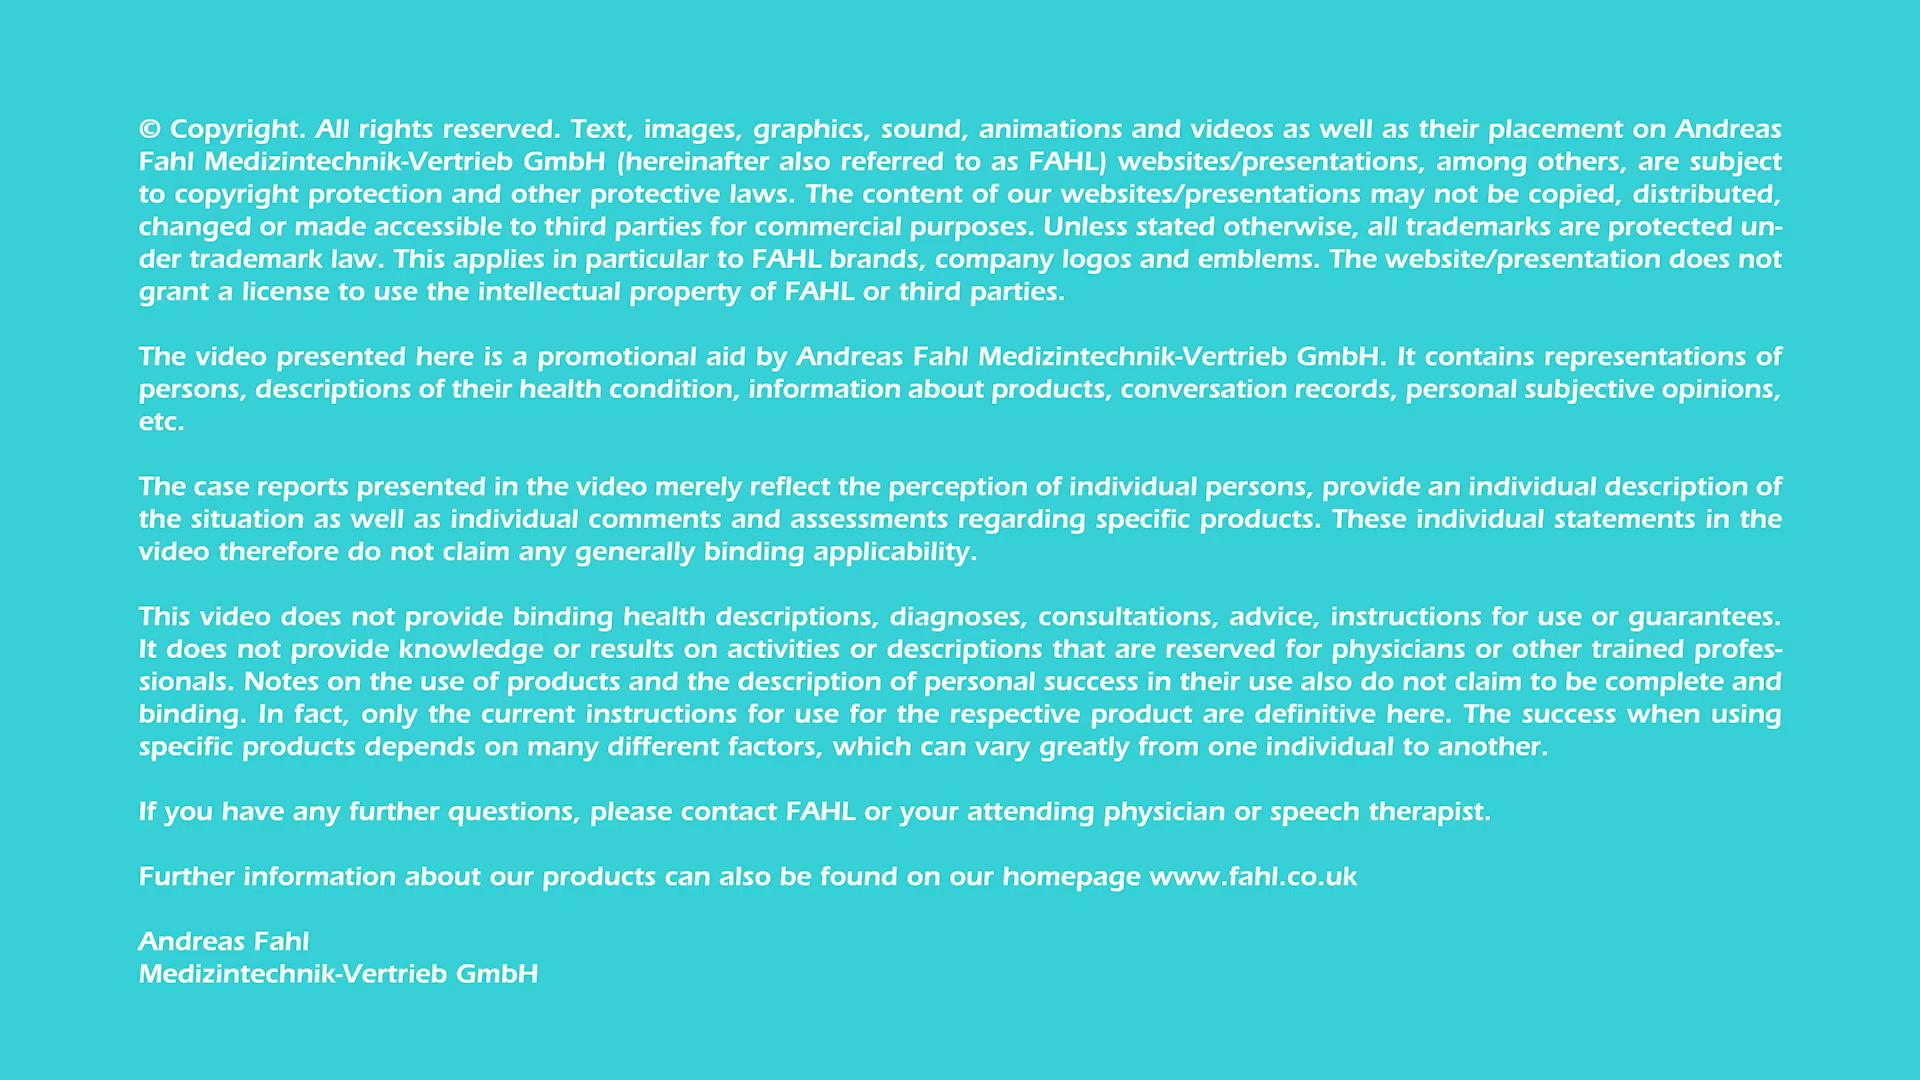 © Copyright. All rights reserved. Text, images, graphics, sound, animations and videos as well as their placement on Andreas
Fahl Medizintechnik-Vertrieb GmbH (hereinafter also referred to as FAHL) websites/presentations, among others, are subject
to copyright protection and other protective laws. The content of our websites/presentations may not be copied, distributed,
changed or made accessible to third parties for commercial purposes. Unless stated otherwise, all trademarks are protected un-
der trademark law. This applies in particular to FAHL brands, company logos and emblems. The website/presentation does not
grant a license to use the intellectual property of FAHL or third parties.
The video presented here is a promotional aid by Andreas Fahl Medizintechnik-Vertrieb GmbH. It contains representations of
persons, descriptions of their health condition, information about products, conversation records, personal subjective opinions,
etc.
The case reports presented in the video merely reflect the perception of individual persons, provide an individual description of
the situation as well as individual comments and assessments regarding specific products. These individual statements in the
video therefore do not claim any generally binding applicability.
This video does not provide binding health descriptions, diagnoses, consultations, advice, instructions for use or guarantees.
It does not provide knowledge or results on activities or descriptions that are reserved for physicians or other trained profes-
sionals. Notes on the use of products and the description of personal success in their use also do not claim to be complete and
binding. In fact, only the current instructions for use for the respective product are definitive here. The success when using
specific products depends on many different factors, which can vary greatly from one individual to another.
If you have any further questions, please contact FAHL or your attending physician or speech therapist.
Further information about our products can also be found on our homepage www.fahl.co.uk
Andreas Fahl
Medizintechnik-Vertrieb GmbH